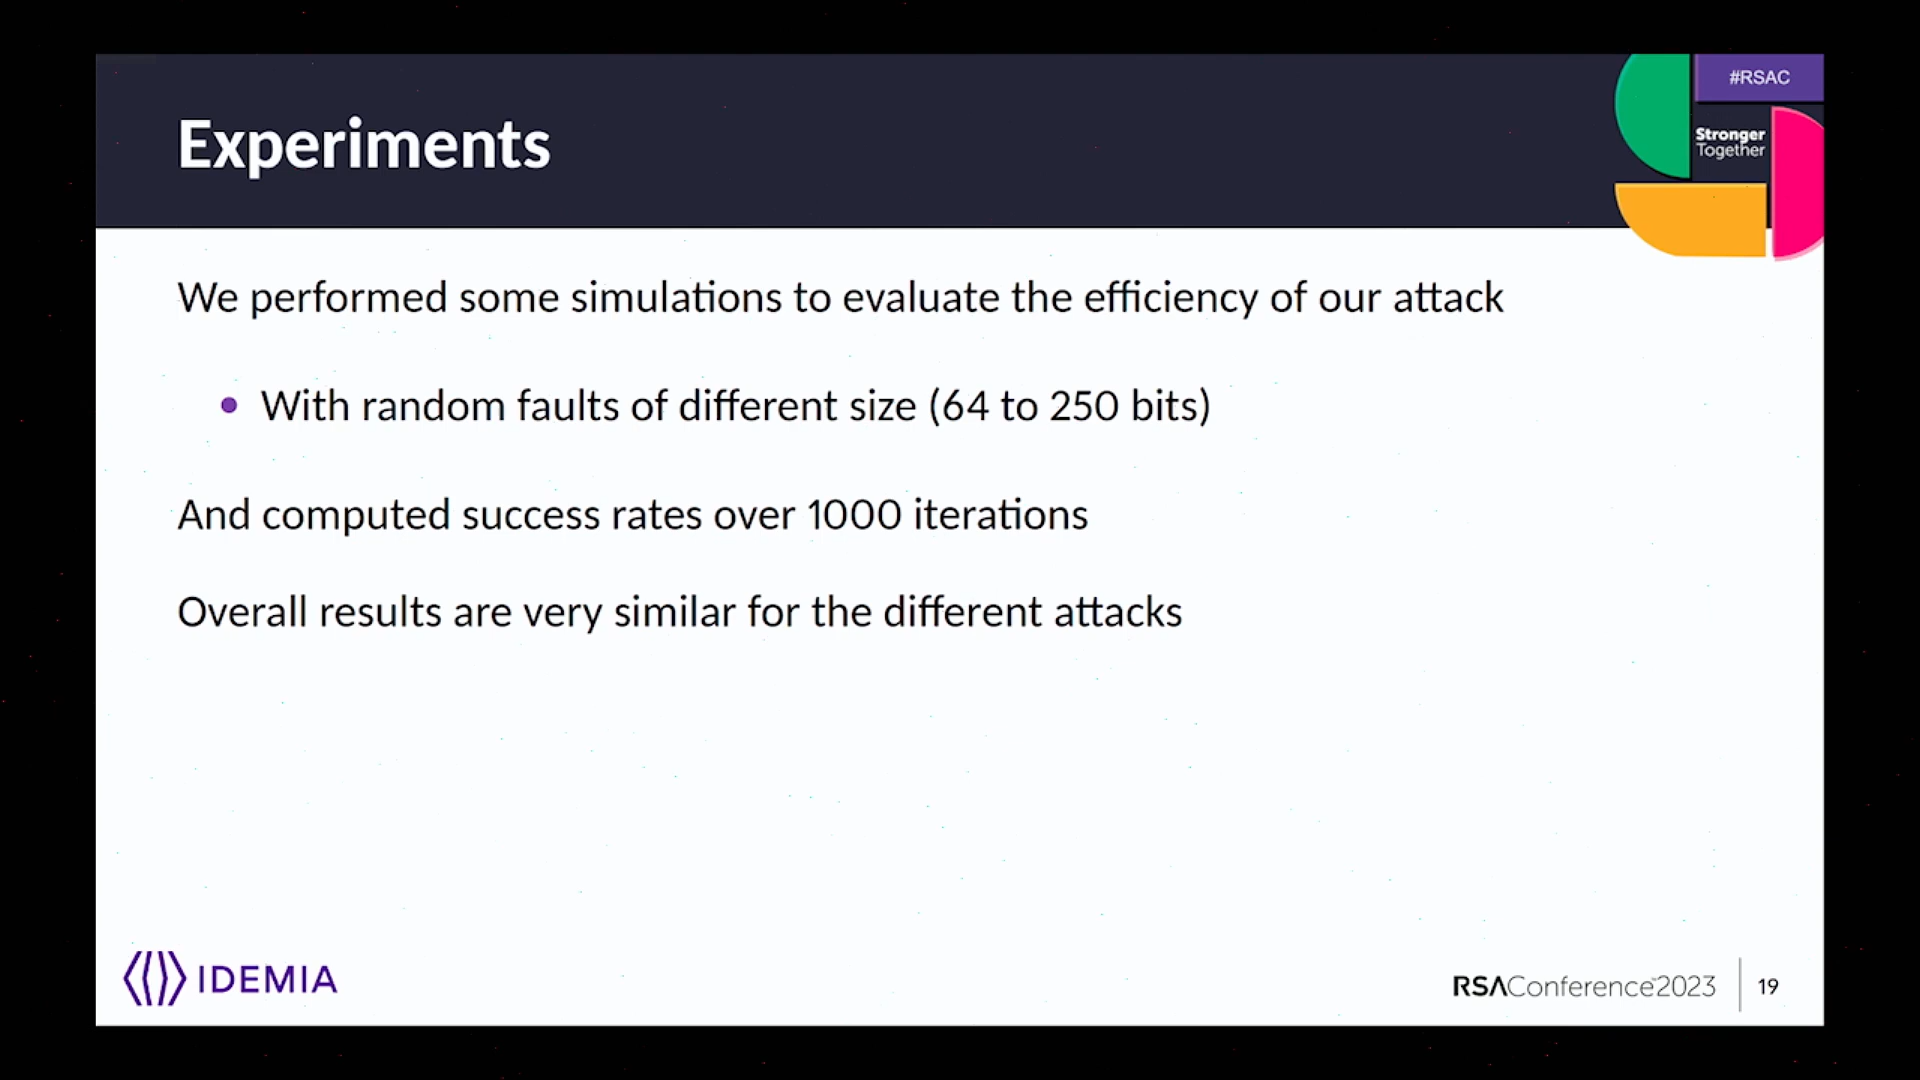 #RSAC
Experiments
Stronger
Together
We performed some simulations to evaluate the efficiency of our attack
• With random faults of different size (64 to 250 bits)
And computed success rates over 1000 iterations
Overall results are very similar for the different attacks
IDEMIA
RSAConference™2023
19